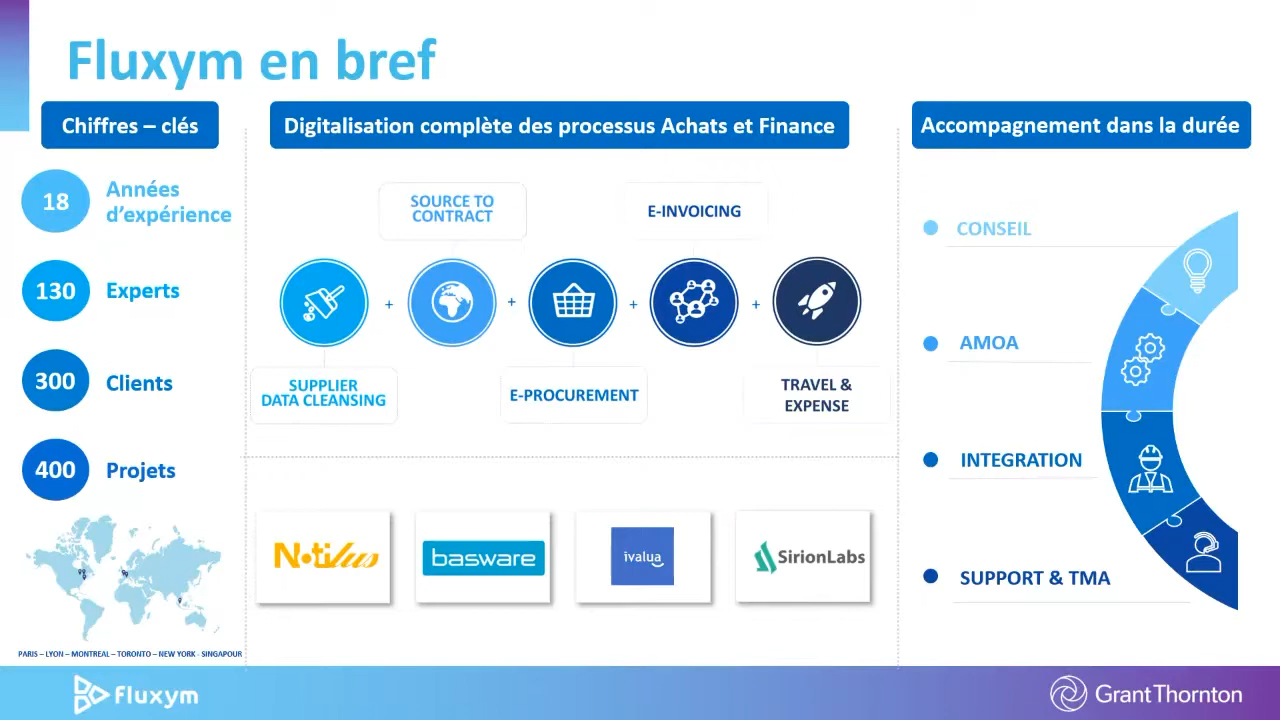 Fluxym en bref
Chiffres – clés
18
Années
d'expérience
130
Experts
300
Clients
400
Projets
PARIS – LYON – MONTREAL – TORONTO – NEW YORK - SINGAPOUR
Digitalisation complète des processus Achats et Finance
SOURCE TO
CONTRACT
E-INVOICING
+
+
+
+
SUPPLIER
DATA CLEANSING
E-PROCUREMENT
TRAVEL &
EXPENSE
Notilus
basware
ivalua
SirionLabs
Accompagnement dans la durée
CONSEIL
AMOA
INTEGRATION
SUPPORT & TMA
Fluxym
GrantThornton